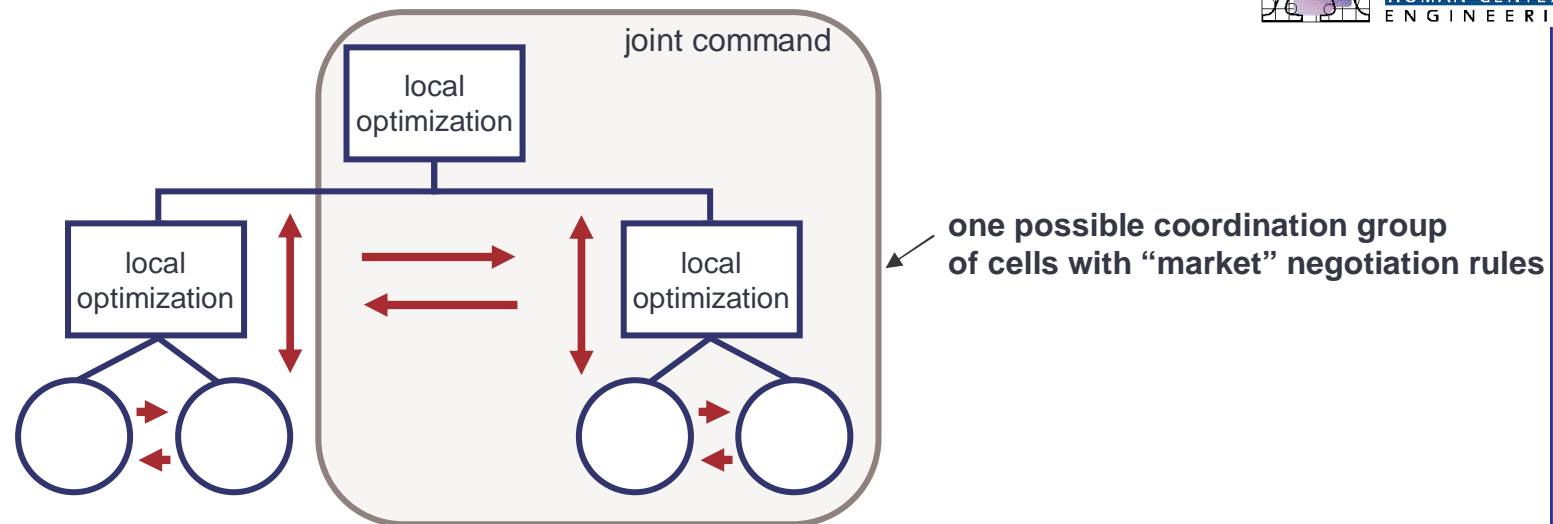 joint command
local
optimization
local
optimization
local
optimization
one possible coordination group
of cells with “market” negotiation rules